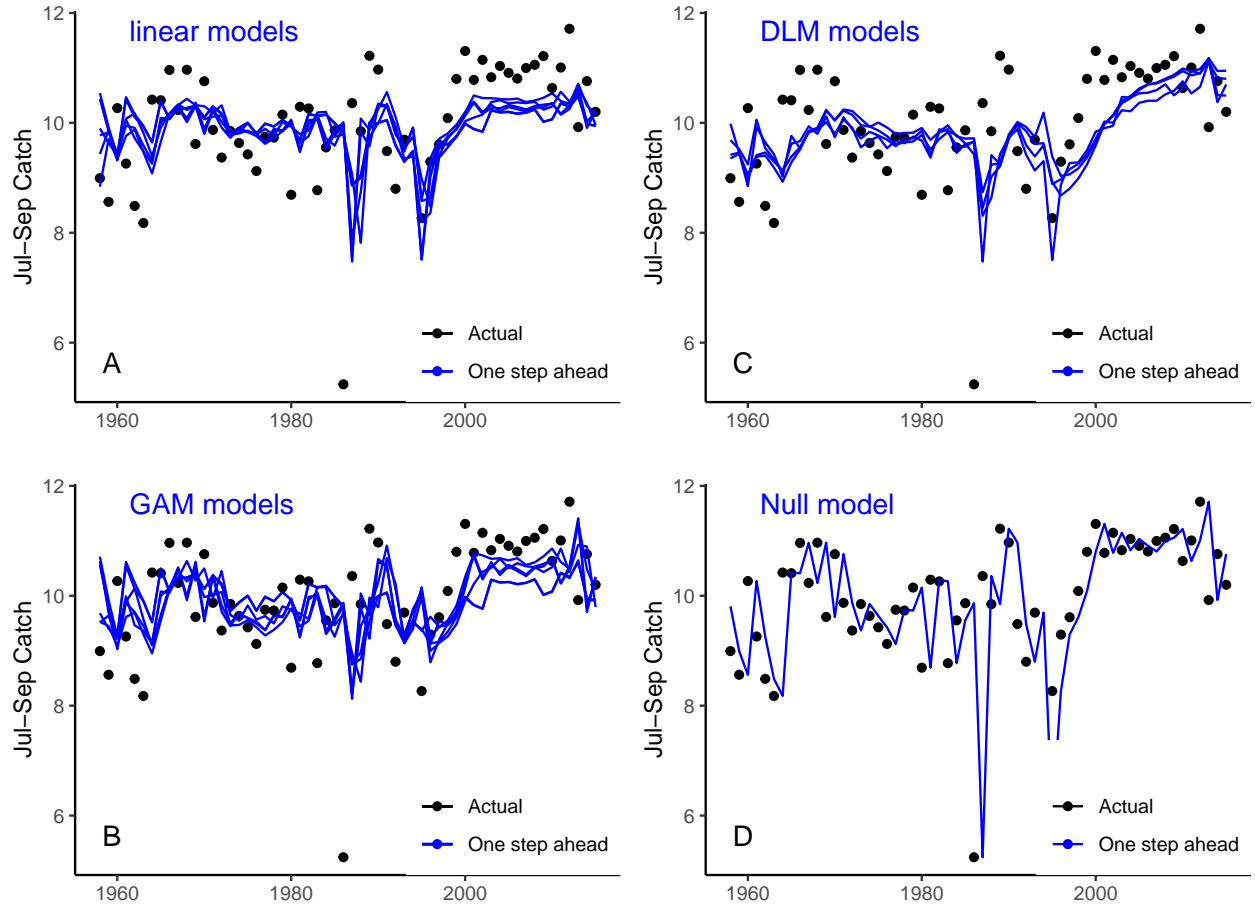 linear models
12
10
8
6
Jul−Sep Catch
Actual
One step ahead
A
1960
1980
2000
DLM models
12
10
8
6
Jul−Sep Catch
Actual
One step ahead
C
1960
1980
2000
GAM models
12
10
8
6
Jul−Sep Catch
Actual
One step ahead
B
1960
1980
2000
Null model
12
10
8
6
Jul−Sep Catch
Actual
One step ahead
D
1960
1980
2000